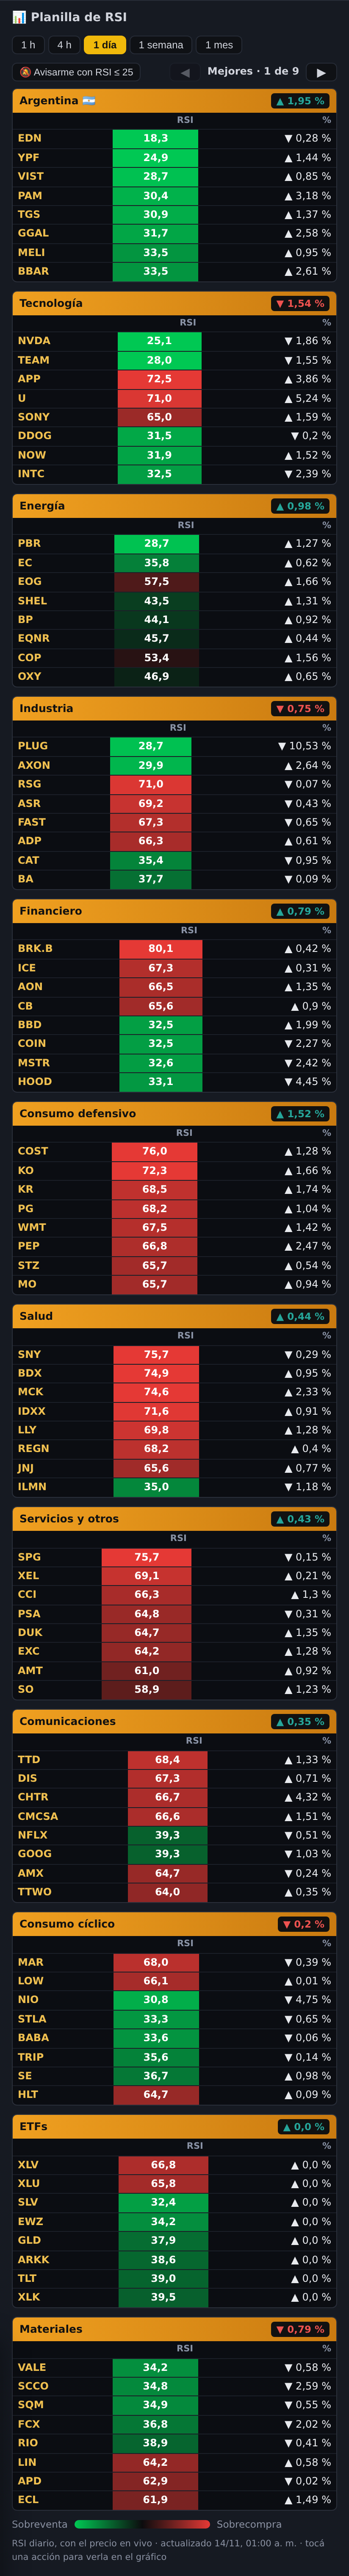 📊 Planilla de RSI
1 h 4 h 1 día 1 semana 1 mes
🔕 Avisarme con RSI ≤ 25 ◀ Mejores · 1 de 9 ▶
Argentina 🇦🇷 ▲ 1,95 %
RSI %
EDN 18,3 ▼ 0,28 %
YPF 24,9 ▲ 1,44 %
VIST 28,7 ▲ 0,85 %
PAM 30,4 ▲ 3,18 %
TGS 30,9 ▲ 1,37 %
GGAL 31,7 ▲ 2,58 %
MELI 33,5 ▲ 0,95 %
BBAR 33,5 ▲ 2,61 %
Tecnología ▼ 1,54 %
RSI %
NVDA 25,1 ▼ 1,86 %
TEAM 28,0 ▼ 1,55 %
APP 72,5 ▲ 3,86 %
U 71,0 ▲ 5,24 %
SONY 65,0 ▲ 1,59 %
DDOG 31,5 ▼ 0,2 %
NOW 31,9 ▲ 1,52 %
INTC 32,5 ▼ 2,39 %
Energía ▲ 0,98 %
RSI %
PBR 28,7 ▲ 1,27 %
EC 35,8 ▲ 0,62 %
EOG 57,5 ▲ 1,66 %
SHEL 43,5 ▲ 1,31 %
BP 44,1 ▲ 0,92 %
EQNR 45,7 ▲ 0,44 %
COP 53,4 ▲ 1,56 %
OXY 46,9 ▲ 0,65 %
Industria ▼ 0,75 %
RSI %
PLUG 28,7 ▼ 10,53 %
AXON 29,9 ▲ 2,64 %
RSG 71,0 ▼ 0,07 %
ASR 69,2 ▼ 0,43 %
FAST 67,3 ▼ 0,65 %
ADP 66,3 ▲ 0,61 %
CAT 35,4 ▼ 0,95 %
BA 37,7 ▼ 0,09 %
Financiero ▲ 0,79 %
RSI %
BRK.B 80,1 ▲ 0,42 %
ICE 67,3 ▲ 0,31 %
AON 66,5 ▲ 1,35 %
CB 65,6 ▲ 0,9 %
BBD 32,5 ▲ 1,99 %
COIN 32,5 ▼ 2,27 %
MSTR 32,6 ▼ 2,42 %
HOOD 33,1 ▼ 4,45 %
Consumo defensivo ▲ 1,52 %
RSI %
COST 76,0 ▲ 1,28 %
KO 72,3 ▲ 1,66 %
KR 68,5 ▲ 1,74 %
PG 68,2 ▲ 1,04 %
WMT 67,5 ▲ 1,42 %
PEP 66,8 ▲ 2,47 %
STZ 65,7 ▲ 0,54 %
MO 65,7 ▲ 0,94 %
Salud ▲ 0,44 %
RSI %
SNY 75,7 ▼ 0,29 %
BDX 74,9 ▲ 0,95 %
MCK 74,6 ▲ 2,33 %
IDXX 71,6 ▲ 0,91 %
LLY 69,8 ▲ 1,28 %
REGN 68,2 ▲ 0,4 %
JNJ 65,6 ▲ 0,77 %
ILMN 35,0 ▼ 1,18 %
Servicios y otros ▲ 0,43 %
RSI %
SPG 75,7 ▼ 0,15 %
XEL 69,1 ▲ 0,21 %
CCI 66,3 ▲ 1,3 %
PSA 64,8 ▼ 0,31 %
DUK 64,7 ▲ 1,35 %
EXC 64,2 ▲ 1,28 %
AMT 61,0 ▲ 0,92 %
SO 58,9 ▲ 1,23 %
Comunicaciones ▲ 0,35 %
RSI %
TTD 68,4 ▲ 1,33 %
DIS 67,3 ▲ 0,71 %
CHTR 66,7 ▲ 4,32 %
CMCSA 66,6 ▲ 1,51 %
NFLX 39,3 ▼ 0,51 %
GOOG 39,3 ▼ 1,03 %
AMX 64,7 ▼ 0,24 %
TTWO 64,0 ▲ 0,35 %
Consumo cíclico ▼ 0,2 %
RSI %
MAR 68,0 ▼ 0,39 %
LOW 66,1 ▲ 0,01 %
NIO 30,8 ▼ 4,75 %
STLA 33,3 ▼ 0,65 %
BABA 33,6 ▼ 0,06 %
TRIP 35,6 ▼ 0,14 %
SE 36,7 ▲ 0,98 %
HLT 64,7 ▲ 0,09 %
ETFs ▲ 0,0 %
RSI %
XLV 66,8 ▲ 0,0 %
XLU 65,8 ▲ 0,0 %
SLV 32,4 ▲ 0,0 %
EWZ 34,2 ▲ 0,0 %
GLD 37,9 ▲ 0,0 %
ARKK 38,6 ▲ 0,0 %
TLT 39,0 ▲ 0,0 %
XLK 39,5 ▲ 0,0 %
Materiales ▼ 0,79 %
RSI %
VALE 34,2 ▼ 0,58 %
SCCO 34,8 ▼ 2,59 %
SQM 34,9 ▼ 0,55 %
FCX 36,8 ▼ 2,02 %
RIO 38,9 ▼ 0,41 %
LIN 64,2 ▲ 0,58 %
APD 62,9 ▼ 0,02 %
ECL 61,9 ▲ 1,49 %
Sobreventa Sobrecompra
RSI diario, con el precio en vivo · actualizado 14/11, 01:00 a. m. · tocá
una acción para verla en el gráfico